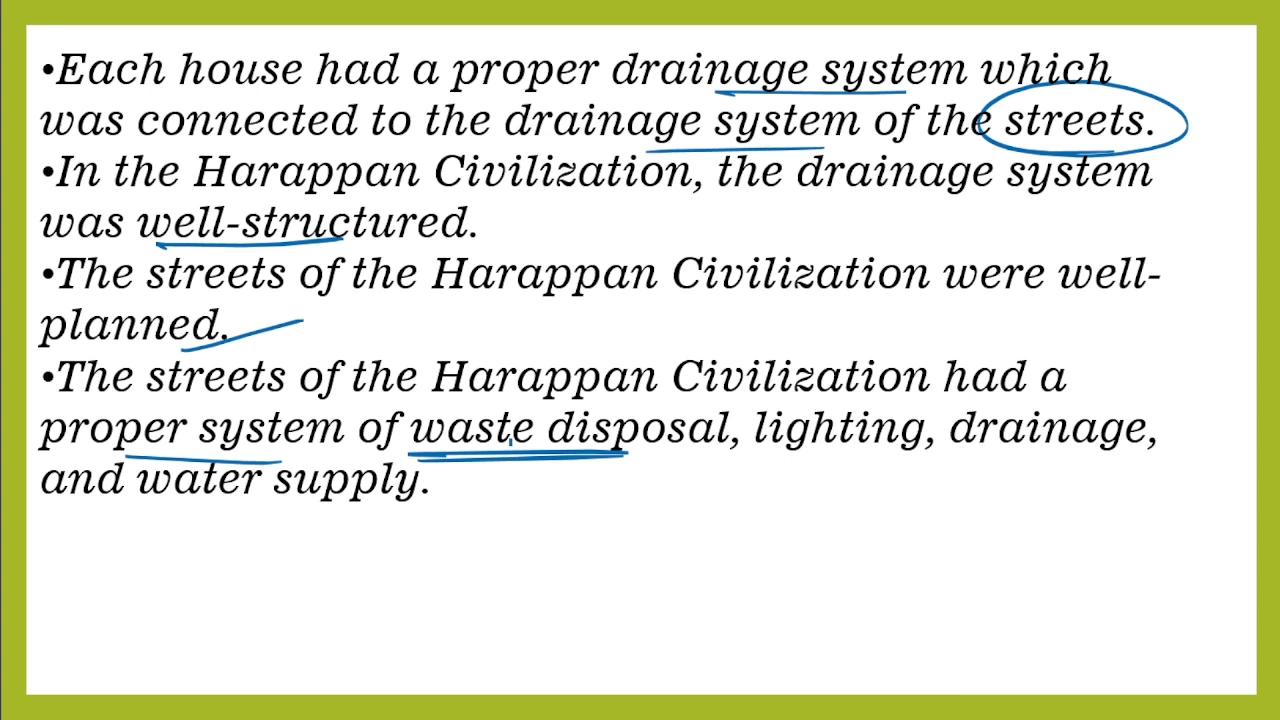 •Each house had a proper drainage system which
was connected to the drainage system of the streets.
•In the Harappan Civilization, the drainage system
was well-structured.
•The streets of the Harappan Civilization were well-
planned.
•The streets of the Harappan Civilization had a
proper system of waste disposal, lighting, drainage,
and water supply.